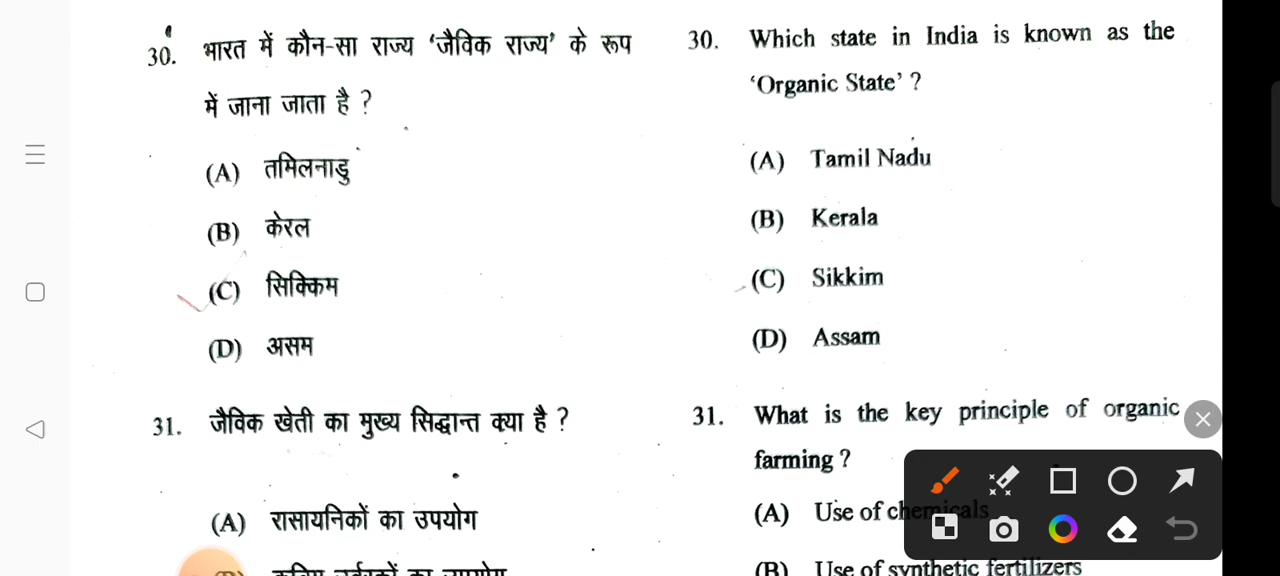 30. भारत में कौन-सा राज्य 'जैविक राज्य' के रूप
में जाना जाता है ?
(A) तमिलनाडु
(B) केरल
(C) सिक्किम
(D) असम
31. जैविक खेती का मुख्य सिद्धान्त क्या है ?
(A) रासायनिकों का उपयोग
30. Which state in India is known as the
'Organic State' ?
(A) Tamil Nadu
(B) Kerala
(C) Sikkim
(D) Assam
31. What is the key principle of organic
farming ?
(A) Use of chemicals
(B) Use of synthetic fertilizers